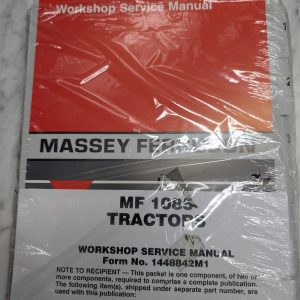 Workshop Service Manual
MASSEY FERGUSON
MF 1085
TRACTORS
WORKSHOP SERVICE MANUAL
Form No. 1448842M1
NOTE TO RECIPIENT — This packet is one component, of two or
more components, required to comprise a complete publication.
The following item(s), shipped under separate part number, are
used with this publication: